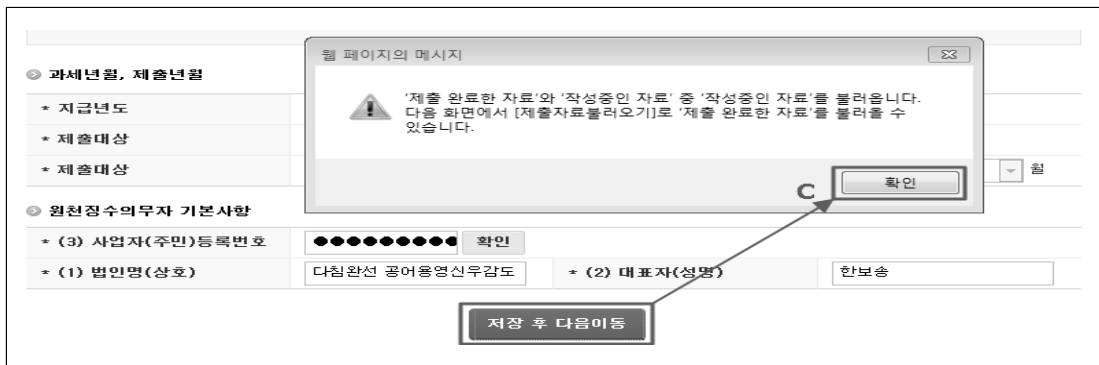 웹 페이지의 메시지
과세년월, 제출년월
* 지급년도
'제출 완료한 자료'와 '작성중인 자료' 중 '작성중인 자료'를 불러옵니다.
다음 화면에서 [제출자료불러오기]로 '제출 완료한 자료'를 불러올 수
있습니다.
* 제출대상
* 제출대상
월
확인
C
원천징수의무자 기본사항
* (3) 사업자(주민)등록번호 ●●●●●●●●●● 확인
* (1) 법인명(상호) 다침완선 공어용영신우감도 * (2) 대표자(성명) 한보송
저장 후 다음이동